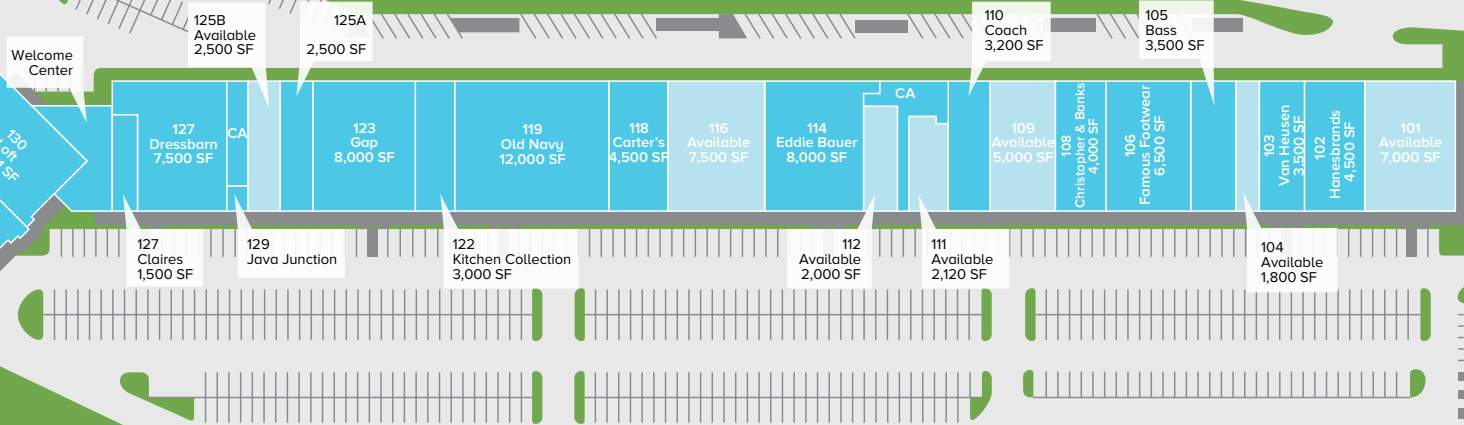 125B
Available
2,500 SF
125A
2,500 SF
110
Coach
3,200 SF
105
Bass
3,500 SF
Welcome
Center
130
Loft
SF
127
Dressbarn
7,500 SF
CA
123
Gap
8,000 SF
119
Old Navy
12,000 SF
118
Carter's
4,500 SF
116
Available
7,500 SF
114
Eddie Bauer
8,000 SF
CA
109
Available
5,000 SF
108
Christopher & Banks
4,000 SF
106
Famous Footwear
6,500 SF
103
Van Heusen
3,500 SF
102
Hanesbrands
4,500 SF
101
Available
7,000 SF
127
Claires
1,500 SF
129
Java Junction
122
Kitchen Collection
3,000 SF
112
Available
2,000 SF
111
Available
2,120 SF
104
Available
1,800 SF